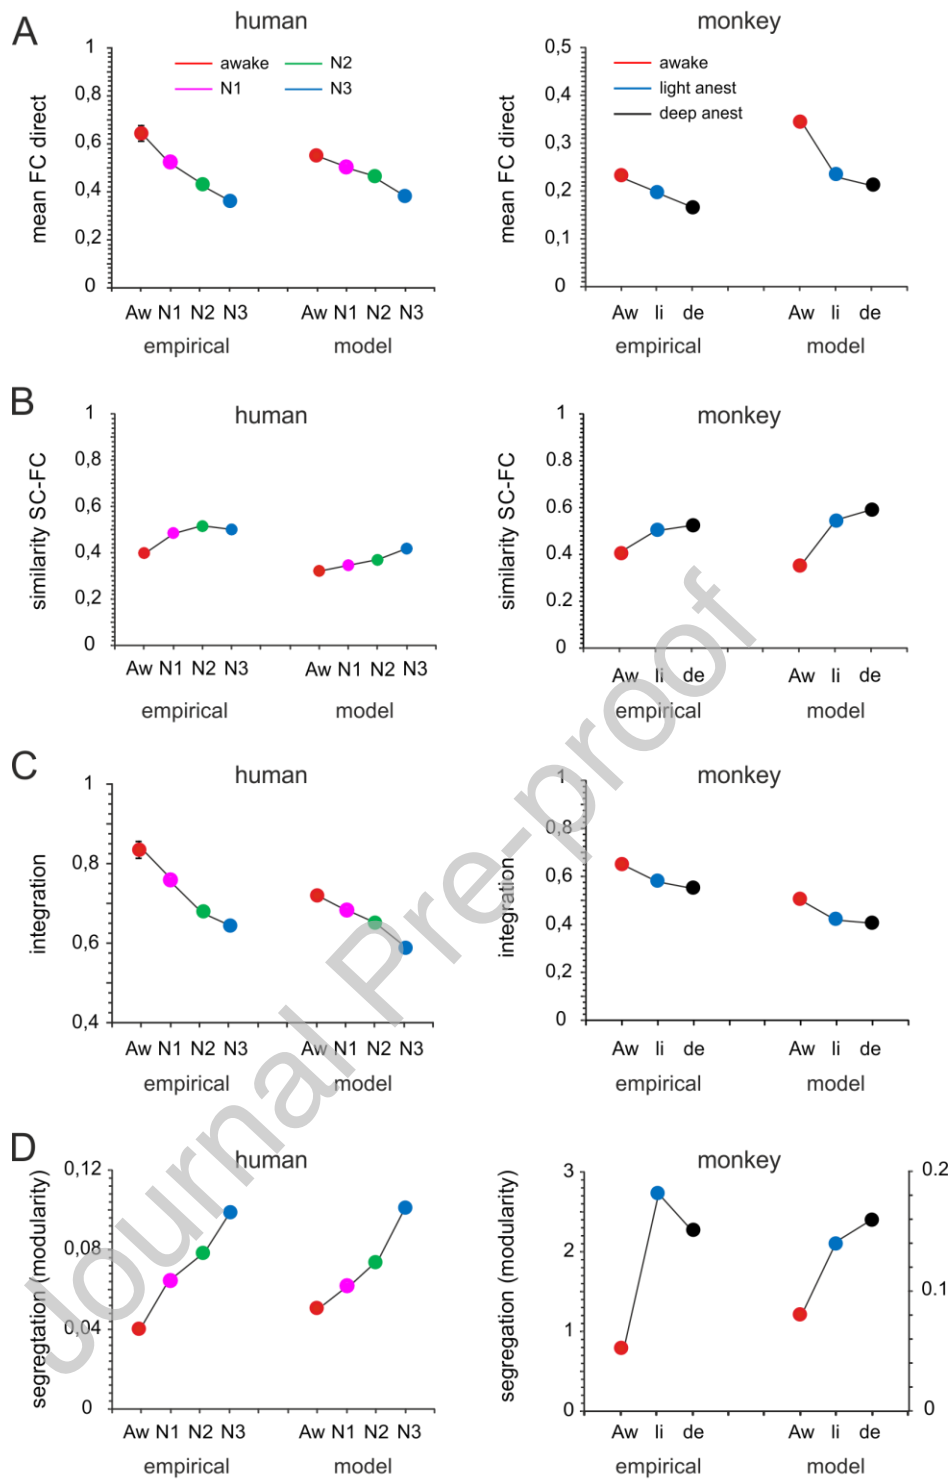 A
human
mean FC direct
1
0,8
0,6
0,4
0,2
0
awake
N1
N2
N3
Aw N1 N2 N3
empirical
Aw N1 N2 N3
model
monkey
mean FC direct
0,5
0,4
0,3
0,2
0,1
0
awake
light anest
deep anest
Aw li de
empirical
Aw li de
model
B
human
similarity SC-FC
1
0,8
0,6
0,4
0,2
0
Aw N1 N2 N3
empirical
Aw N1 N2 N3
model
monkey
similarity SC-FC
1
0.8
0.6
0.4
0.2
0
Aw li de
empirical
Aw li de
model
C
human
integration
1
0,8
0,6
0,4
Aw N1 N2 N3
empirical
Aw N1 N2 N3
model
monkey
integration
1
0,8
0,6
0,4
0,2
0
Aw li de
empirical
Aw li de
model
D
human
segregtation (modularity)
0,12
0,08
0,04
0
Aw N1 N2 N3
empirical
Aw N1 N2 N3
model
monkey
segregation (modularity)
3
2
1
0
0.2
0.1
0
Aw li de
empirical
Aw li de
model
Journal Pre-proof